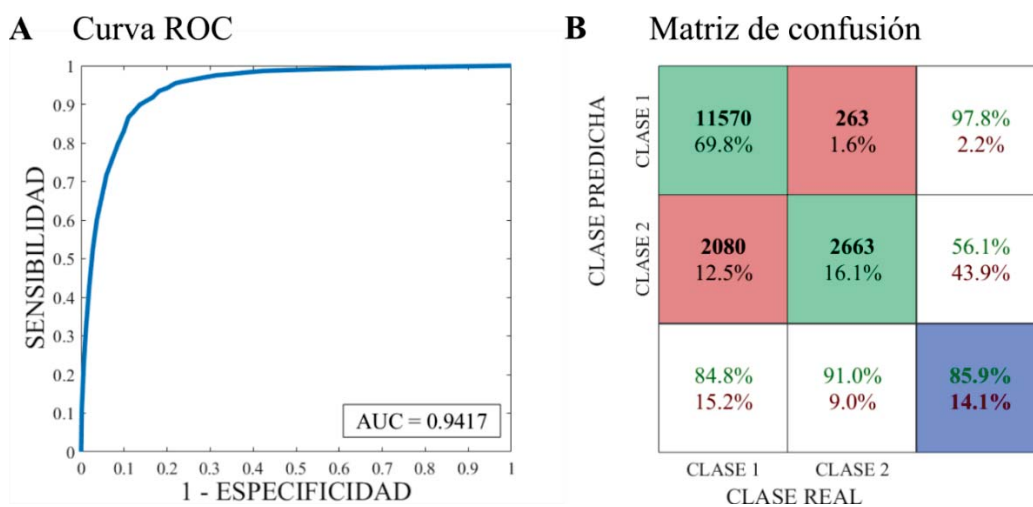 A Curva ROC
1
0.9
0.8
0.7
0.6
0.5
0.4
0.3
0.2
0.1
0
SENSIBILIDAD
AUC = 0.9417
0 0.1 0.2 0.3 0.4 0.5 0.6 0.7 0.8 0.9 1
1 - ESPECIFICIDAD
B Matriz de confusión
CLASE PREDICHA
CLASE 1
11570 263 97.8%
69.8% 1.6% 2.2%
CLASE 2
2080 2663 56.1%
12.5% 16.1% 43.9%
84.8% 91.0% 85.9%
15.2% 9.0% 14.1%
CLASE 1 CLASE 2
CLASE REAL